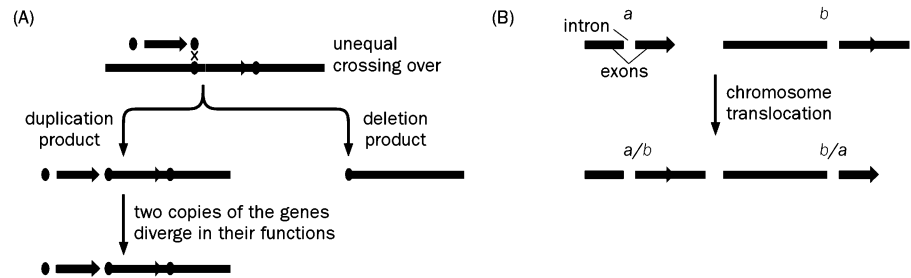 (A)
unequal
crossing over
duplication
product
deletion
product
two copies of the genes
diverge in their functions
(B)
a
b
intron
exons
chromosome
translocation
a/b
b/a